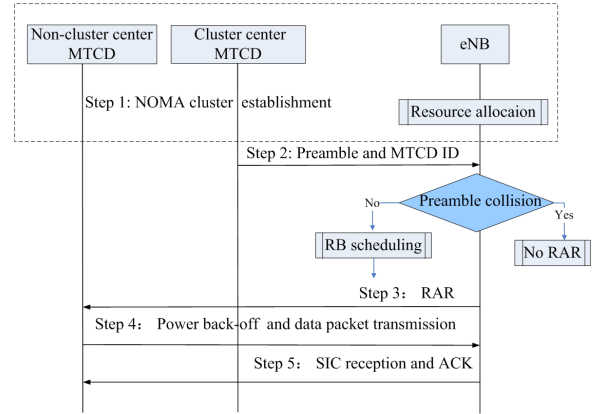 Non-cluster center
MTCD
Cluster center
MTCD
eNB
Step 1: NOMA cluster establishment
Resource allocaion
Step 2: Preamble and MTCD ID
Preamble collision
No
Yes
RB scheduling
No RAR
Step 3： RAR
Step 4： Power back-off and data packet transmission
Step 5： SIC reception and ACK